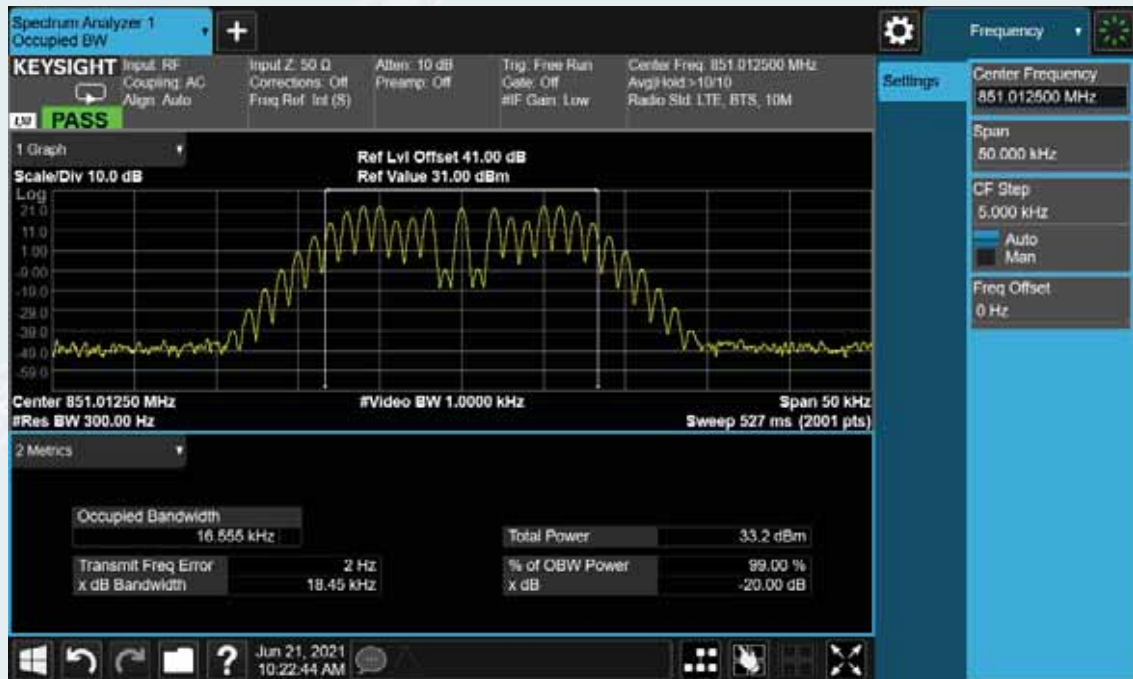 Spectrum Analyzer 1
Occupied BW
+
Frequency
KEYSIGHT
Input: RF
Coupling: AC
Align: Auto
Input Z: 50 Ω
Corrections: Off
Freq Ref: Int (S)
Atten: 10 dB
Preamp: Off
Trig: Free Run
Gate: Off
#IF Gain: Low
Center Freq: 851.012500 MHz
Avg|Hold:>10/10
Radio Std: LTE, BTS, 10M
PASS
Settings
Center Frequency
851.012500 MHz
Span
50.000 kHz
CF Step
5.000 kHz
Auto
Man
Freq Offset
0 Hz
1 Graph
Scale/Div 10.0 dB
Ref Lvl Offset 41.00 dB
Ref Value 31.00 dBm
Log
21.0
11.0
1.00
-9.00
-19.0
-29.0
-39.0
-49.0
-59.0
Center 851.01250 MHz
#Video BW 1.0000 kHz
Span 50 kHz
#Res BW 300.00 Hz
Sweep 527 ms (2001 pts)
2 Metrics
Occupied Bandwidth
16.555 kHz
Transmit Freq Error 2 Hz
x dB Bandwidth 18.45 kHz
Total Power 33.2 dBm
% of OBW Power 99.00 %
x dB -20.00 dB
?
Jun 21, 2021
10:22:44 AM